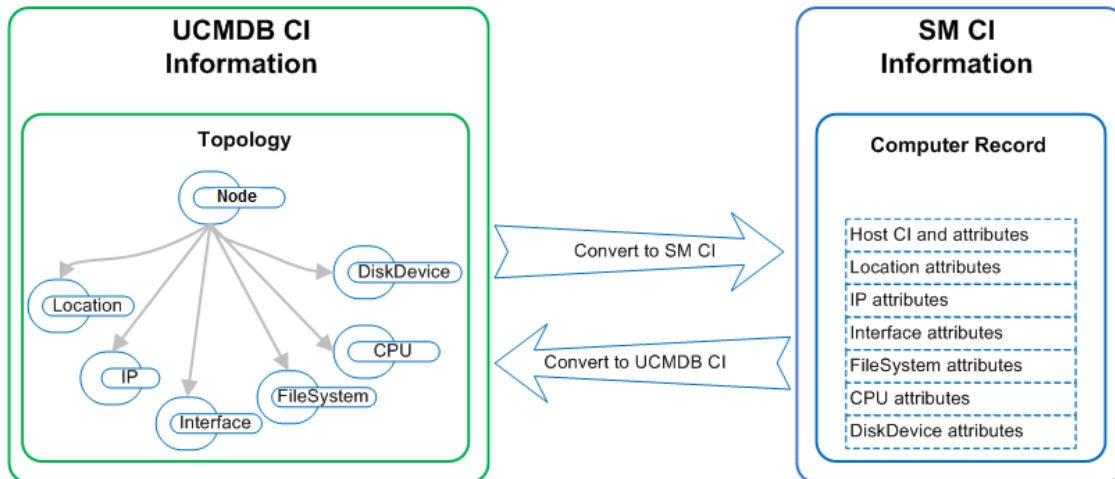 UCMDB CI
Information
Topology
Node
DiskDevice
Location
CPU
IP
FileSystem
Interface
Convert to SM CI
Convert to UCMDB CI
SM CI
Information
Computer Record
Host CI and attributes
Location attributes
IP attributes
Interface attributes
FileSystem attributes
CPU attributes
DiskDevice attributes